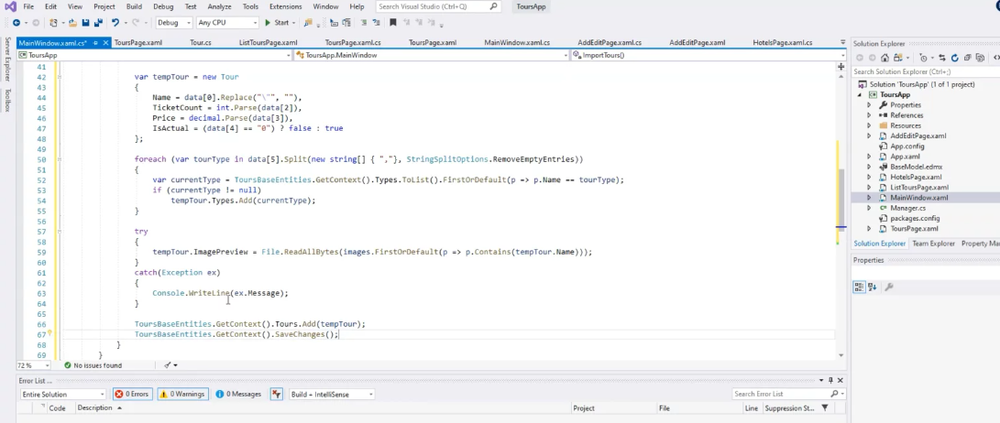 File Edit View Project Build Debug Test Analyze Tools Extensions Window Help Search Visual Studio (Ctrl+Q) ToursApp
Debug Any CPU Start
MainWindow.xaml.cs* ToursPage.xaml Tour.cs ListToursPage.xaml ToursPage.xaml.cs ToursPage.xaml MainWindow.xaml.cs AddEditPage.xaml.cs AddEditPage.xaml HotelsPage.xaml.cs
ToursApp ToursApp.MainWindow ImportTours()
Server Explorer
Toolbox
41
42 var tempTour = new Tour
43 {
44 Name = data[0].Replace("\"", ""),
45 TicketCount = int.Parse(data[2]),
46 Price = decimal.Parse(data[3]),
47 IsActual = (data[4] == "0") ? false : true
48 };
49
50 foreach (var tourType in data[5].Split(new string[] { ","}, StringSplitOptions.RemoveEmptyEntries))
51 {
52 var currentType = ToursBaseEntities.GetContext().Types.ToList().FirstOrDefault(p => p.Name == tourType);
53 if (currentType != null)
54 tempTour.Types.Add(currentType);
55 }
56
57 try
58 {
59 tempTour.ImagePreview = File.ReadAllBytes(images.FirstOrDefault(p => p.Contains(tempTour.Name)));
60 }
61 catch(Exception ex)
62 {
63 Console.WriteLine(ex.Message);
64 }
65
66 ToursBaseEntities.GetContext().Tours.Add(tempTour);
67 ToursBaseEntities.GetContext().SaveChanges();
68 }
69 }
72 % No issues found
Error List ...
Entire Solution 0 Errors 0 Warnings 0 Messages Build + IntelliSense Search Error List
Code Description Project File Line Suppression St...
Solution Explorer
Search Solution Explorer (Ctrl+;)
Solution 'ToursApp' (1 of 1 project)
ToursApp
Properties
References
Resources
AddEditPage.xaml
App.config
App.xaml
BaseModel.edmx
HotelsPage.xaml
ListToursPage.xaml
MainWindow.xaml
Manager.cs
packages.config
ToursPage.xaml
Solution Explorer Team Explorer Property Ma
Properties